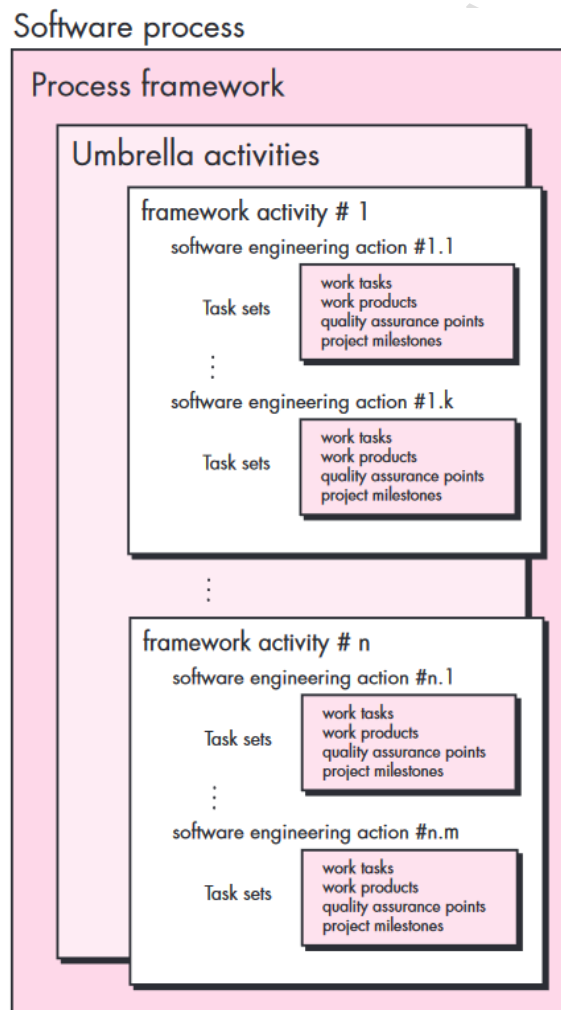 Software process
Process framework
Umbrella activities
framework activity # 1
software engineering action #1.1
Task sets
work tasks
work products
quality assurance points
project milestones
software engineering action #1.k
Task sets
work tasks
work products
quality assurance points
project milestones
framework activity # n
software engineering action #n.1
Task sets
work tasks
work products
quality assurance points
project milestones
software engineering action #n.m
Task sets
work tasks
work products
quality assurance points
project milestones